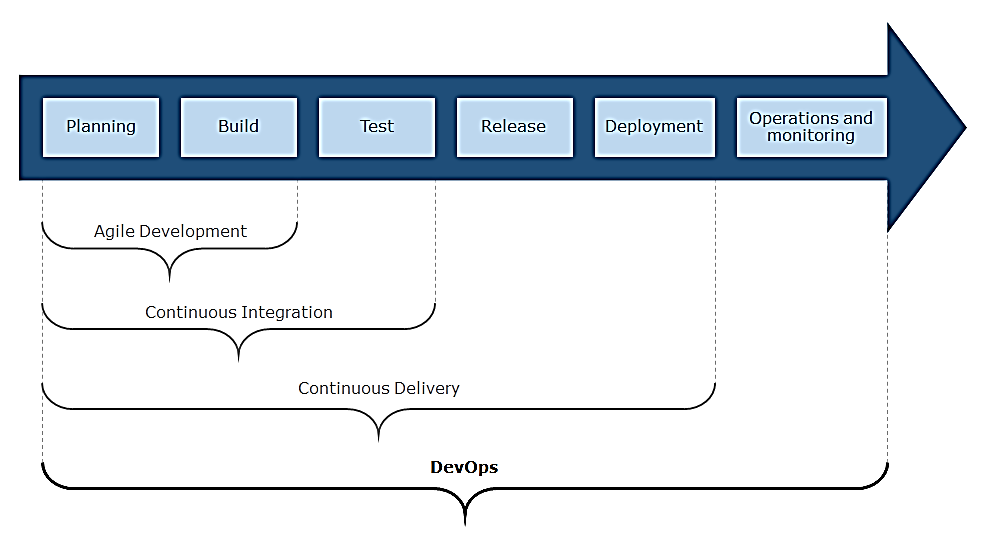 Planning
Build
Test
Release
Deployment
Operations and
monitoring
Agile Development
Continuous Integration
Continuous Delivery
DevOps